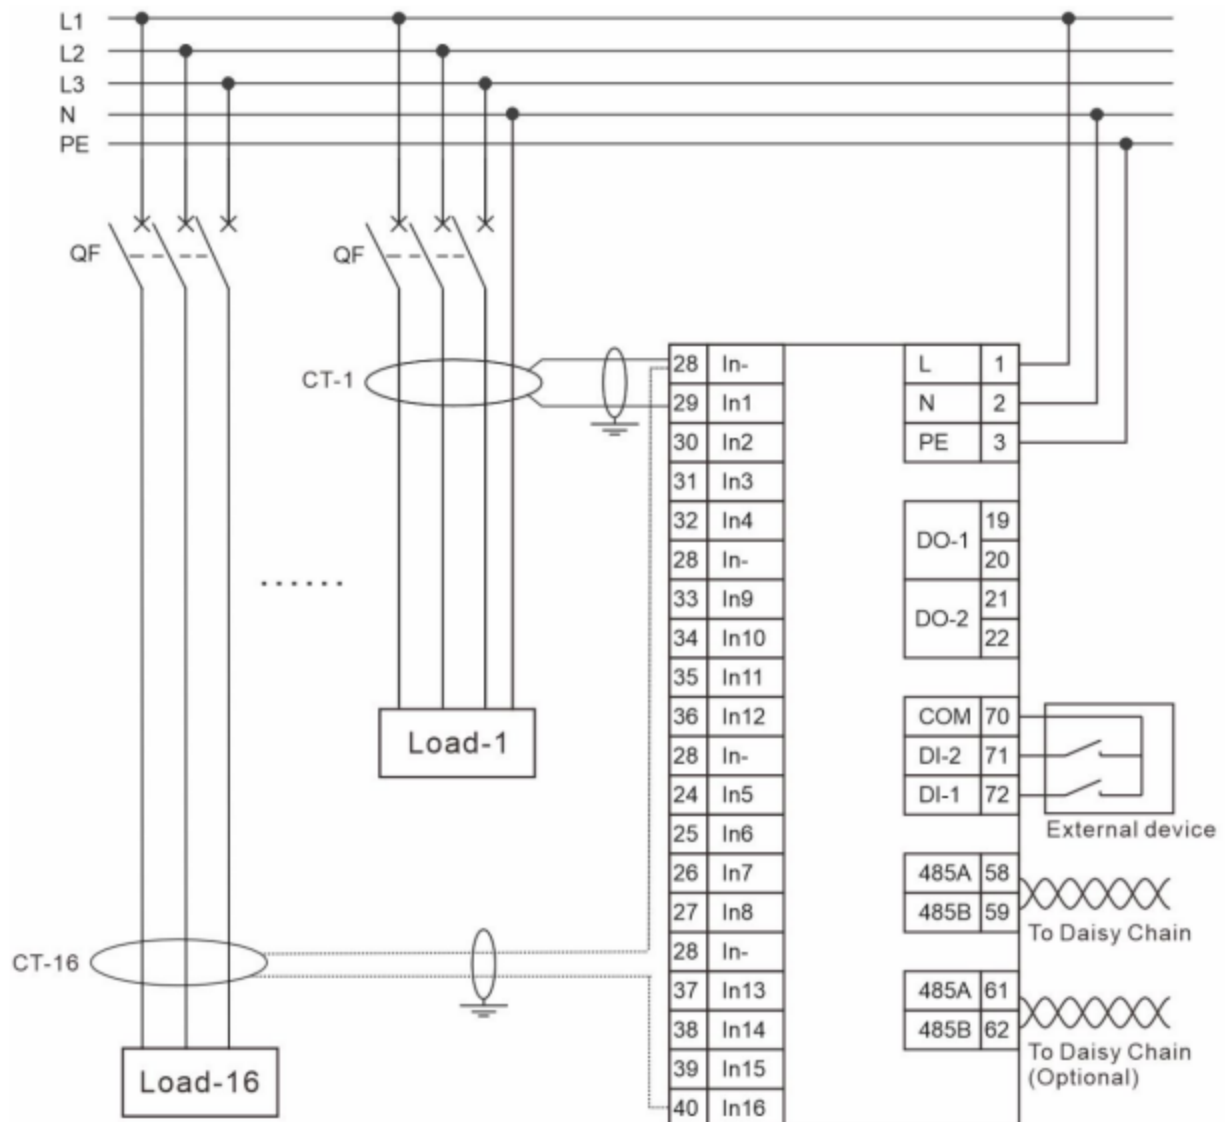 L1
L2
L3
N
PE
QF
QF
CT-1
28 In-
29 In1
30 In2
31 In3
32 In4
28 In-
33 In9
34 In10
35 In11
36 In12
28 In-
24 In5
25 In6
26 In7
27 In8
28 In-
37 In13
38 In14
39 In15
40 In16
L 1
N 2
PE 3
DO-1 19
20
DO-2 21
22
COM 70
DI-2 71
DI-1 72
External device
485A 58
485B 59
To Daisy Chain
485A 61
485B 62
To Daisy Chain
(Optional)
Load-1
CT-16
Load-16